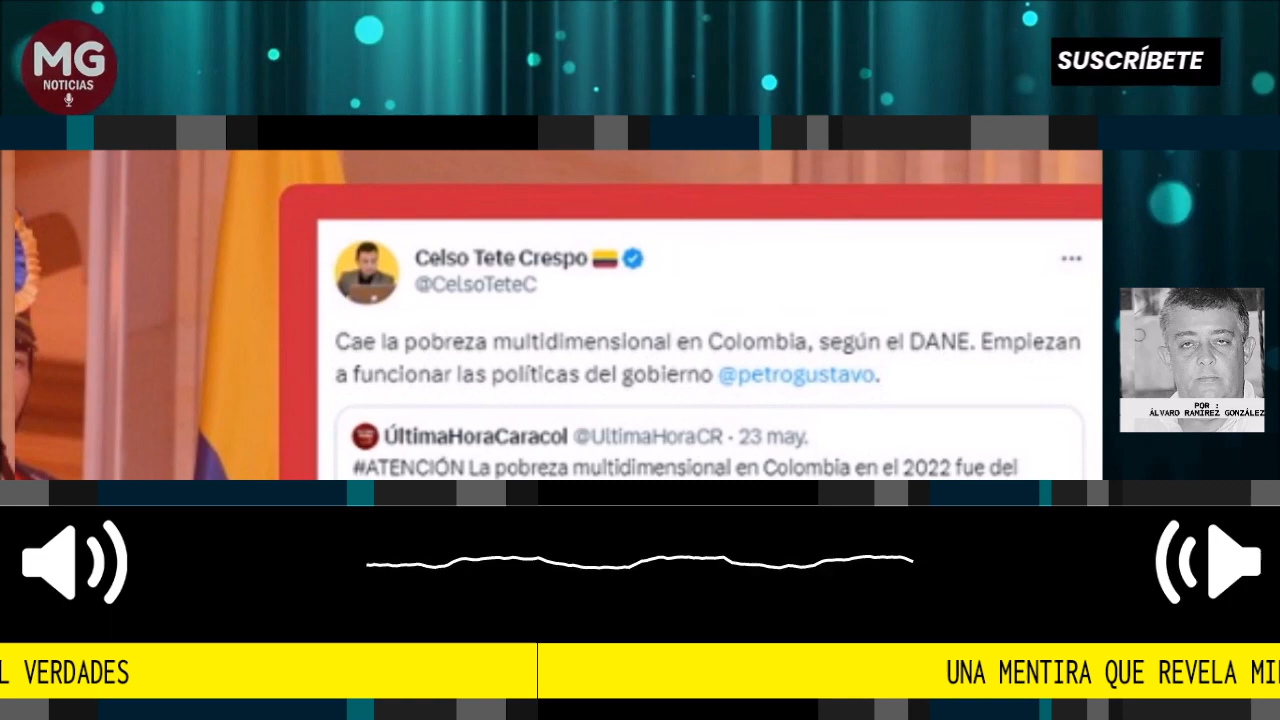 MG
NOTICIAS
SUSCRÍBETE
Celso Tete Crespo
@CelsoTeteC
Cae la pobreza multidimensional en Colombia, según el DANE. Empiezan
a funcionar las políticas del gobierno @petrogustavo.
ÚltimaHoraCaracol @UltimaHoraCR · 23 may.
#ATENCIÓN La pobreza multidimensional en Colombia en el 2022 fue del
POR :
ÁLVARO RAMÍREZ GONZÁLEZ
L VERDADES
UNA MENTIRA QUE REVELA MI